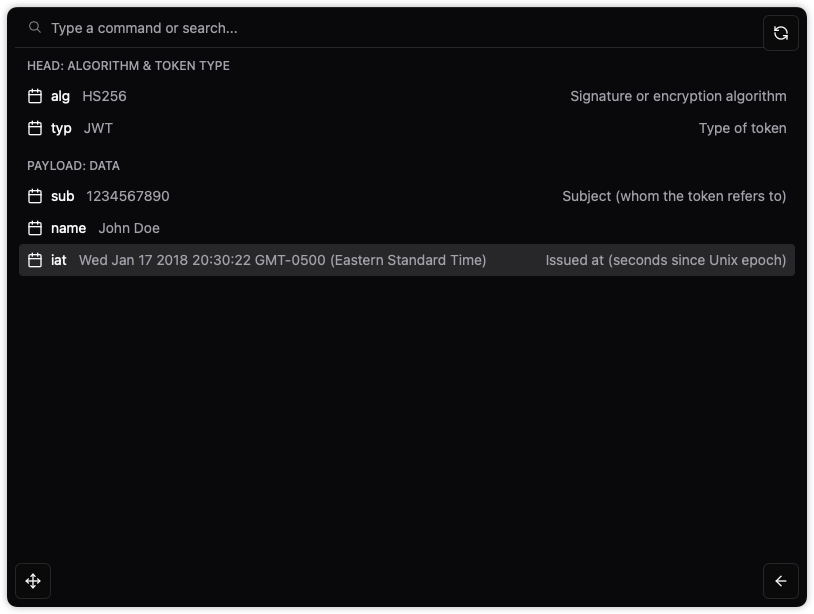 Type a command or search...
HEAD: ALGORITHM & TOKEN TYPE
alg HS256 Signature or encryption algorithm
typ JWT Type of token
PAYLOAD: DATA
sub 1234567890 Subject (whom the token refers to)
name John Doe
iat Wed Jan 17 2018 20:30:22 GMT-0500 (Eastern Standard Time) Issued at (seconds since Unix epoch)